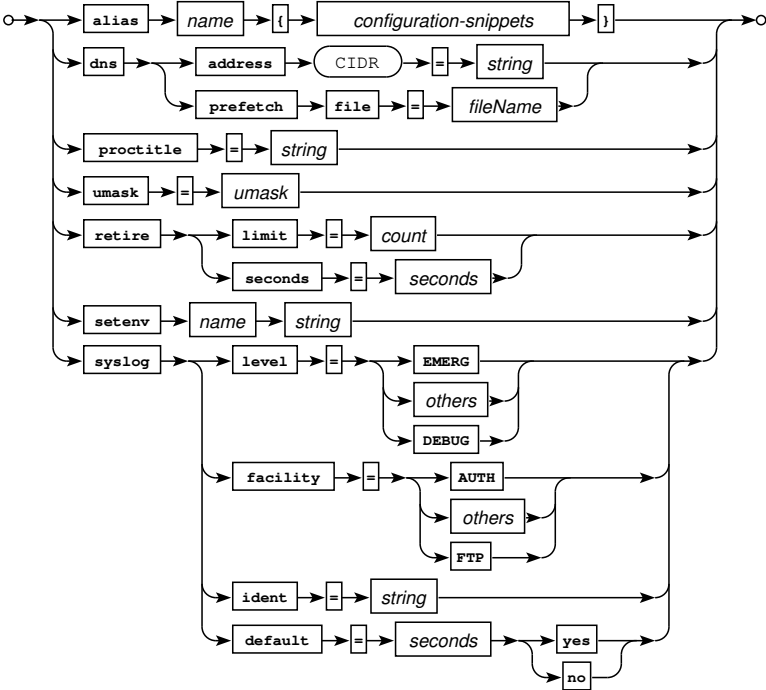 alias name { configuration-snippets }
dns address CIDR = string
prefetch file = fileName
proctitle = string
umask = umask
retire limit = count
seconds = seconds
setenv name string
syslog level = EMERG
others
DEBUG
facility = AUTH
others
FTP
ident = string
default = seconds yes
no